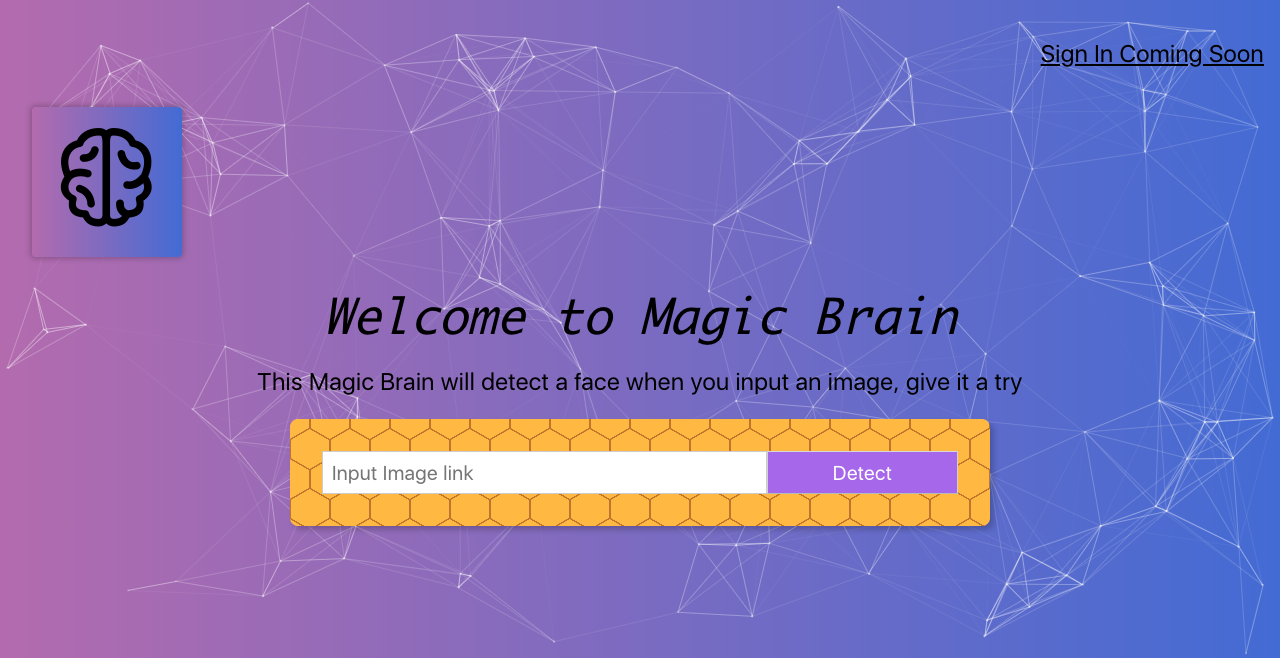 Sign In Coming Soon
Welcome to Magic Brain
This Magic Brain will detect a face when you input an image, give it a try
Input Image link
Detect